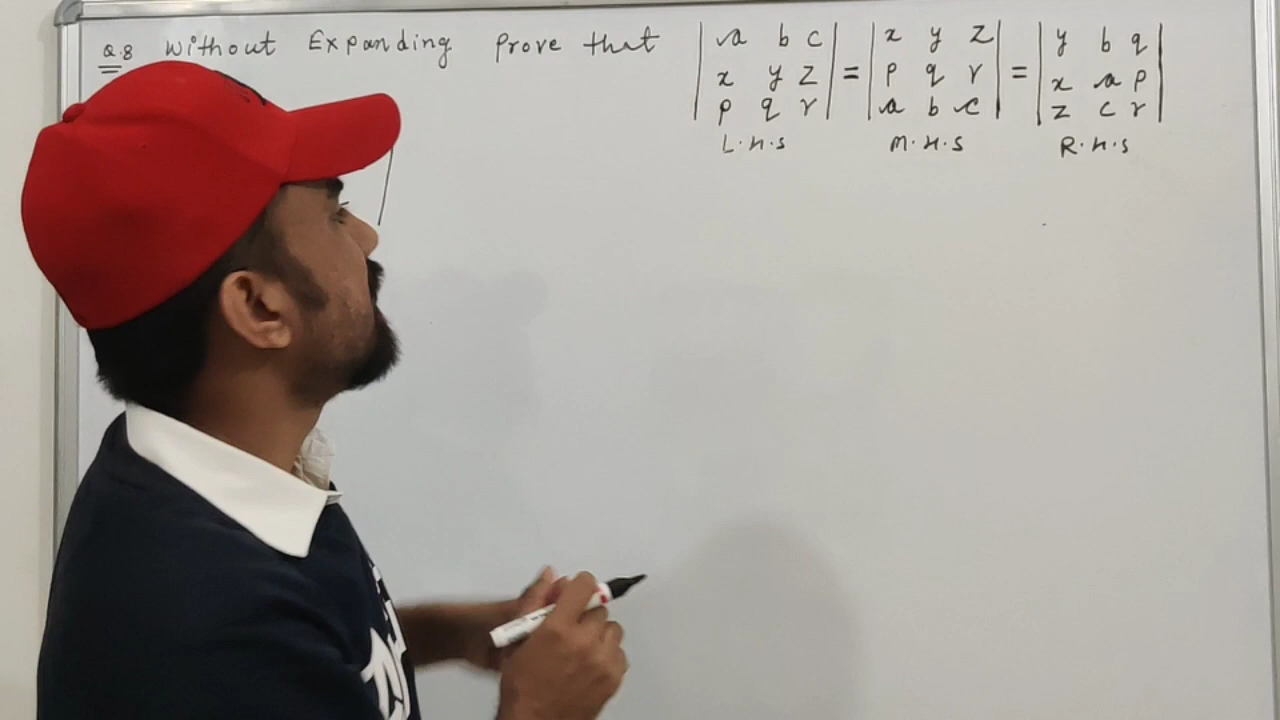 Q.8 Without Expanding Prove that | a b c | = | x y z | = | y b q |
| x y z | | p q r | | x a p |
| p q r | | a b c | | z c r |
L.H.S M.H.S R.H.S